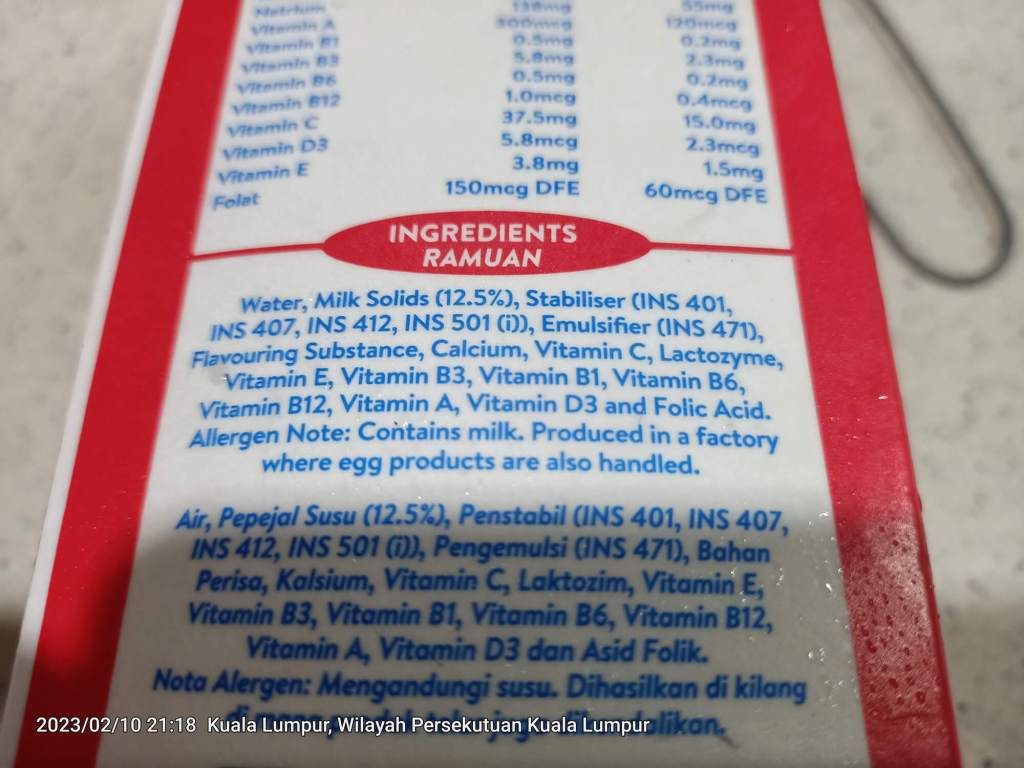 Natrium 138mg 55mg
Vitamin A 300mcg 120mcg
Vitamin B1 0.5mg 0.2mg
Vitamin B3 5.8mg 2.3mg
Vitamin B6 0.5mg 0.2mg
Vitamin B12 1.0mcg 0.4mcg
Vitamin C 37.5mg 15.0mg
Vitamin D3 5.8mcg 2.3mcg
Vitamin E 3.8mg 1.5mg
Folat 150mcg DFE 60mcg DFE
INGREDIENTS
RAMUAN
Water, Milk Solids (12.5%), Stabiliser (INS 401,
INS 407, INS 412, INS 501 (i)), Emulsifier (INS 471),
Flavouring Substance, Calcium, Vitamin C, Lactozyme,
Vitamin E, Vitamin B3, Vitamin B1, Vitamin B6,
Vitamin B12, Vitamin A, Vitamin D3 and Folic Acid.
Allergen Note: Contains milk. Produced in a factory
where egg products are also handled.
Air, Pepejal Susu (12.5%), Penstabil (INS 401, INS 407,
INS 412, INS 501 (i)), Pengemulsi (INS 471), Bahan
Perisa, Kalsium, Vitamin C, Laktozim, Vitamin E,
Vitamin B3, Vitamin B1, Vitamin B6, Vitamin B12,
Vitamin A, Vitamin D3 dan Asid Folik.
Nota Alergen: Mengandungi susu. Dihasilkan di kilang
2023/02/10 21:18 Kuala Lumpur, Wilayah Persekutuan Kuala Lumpur